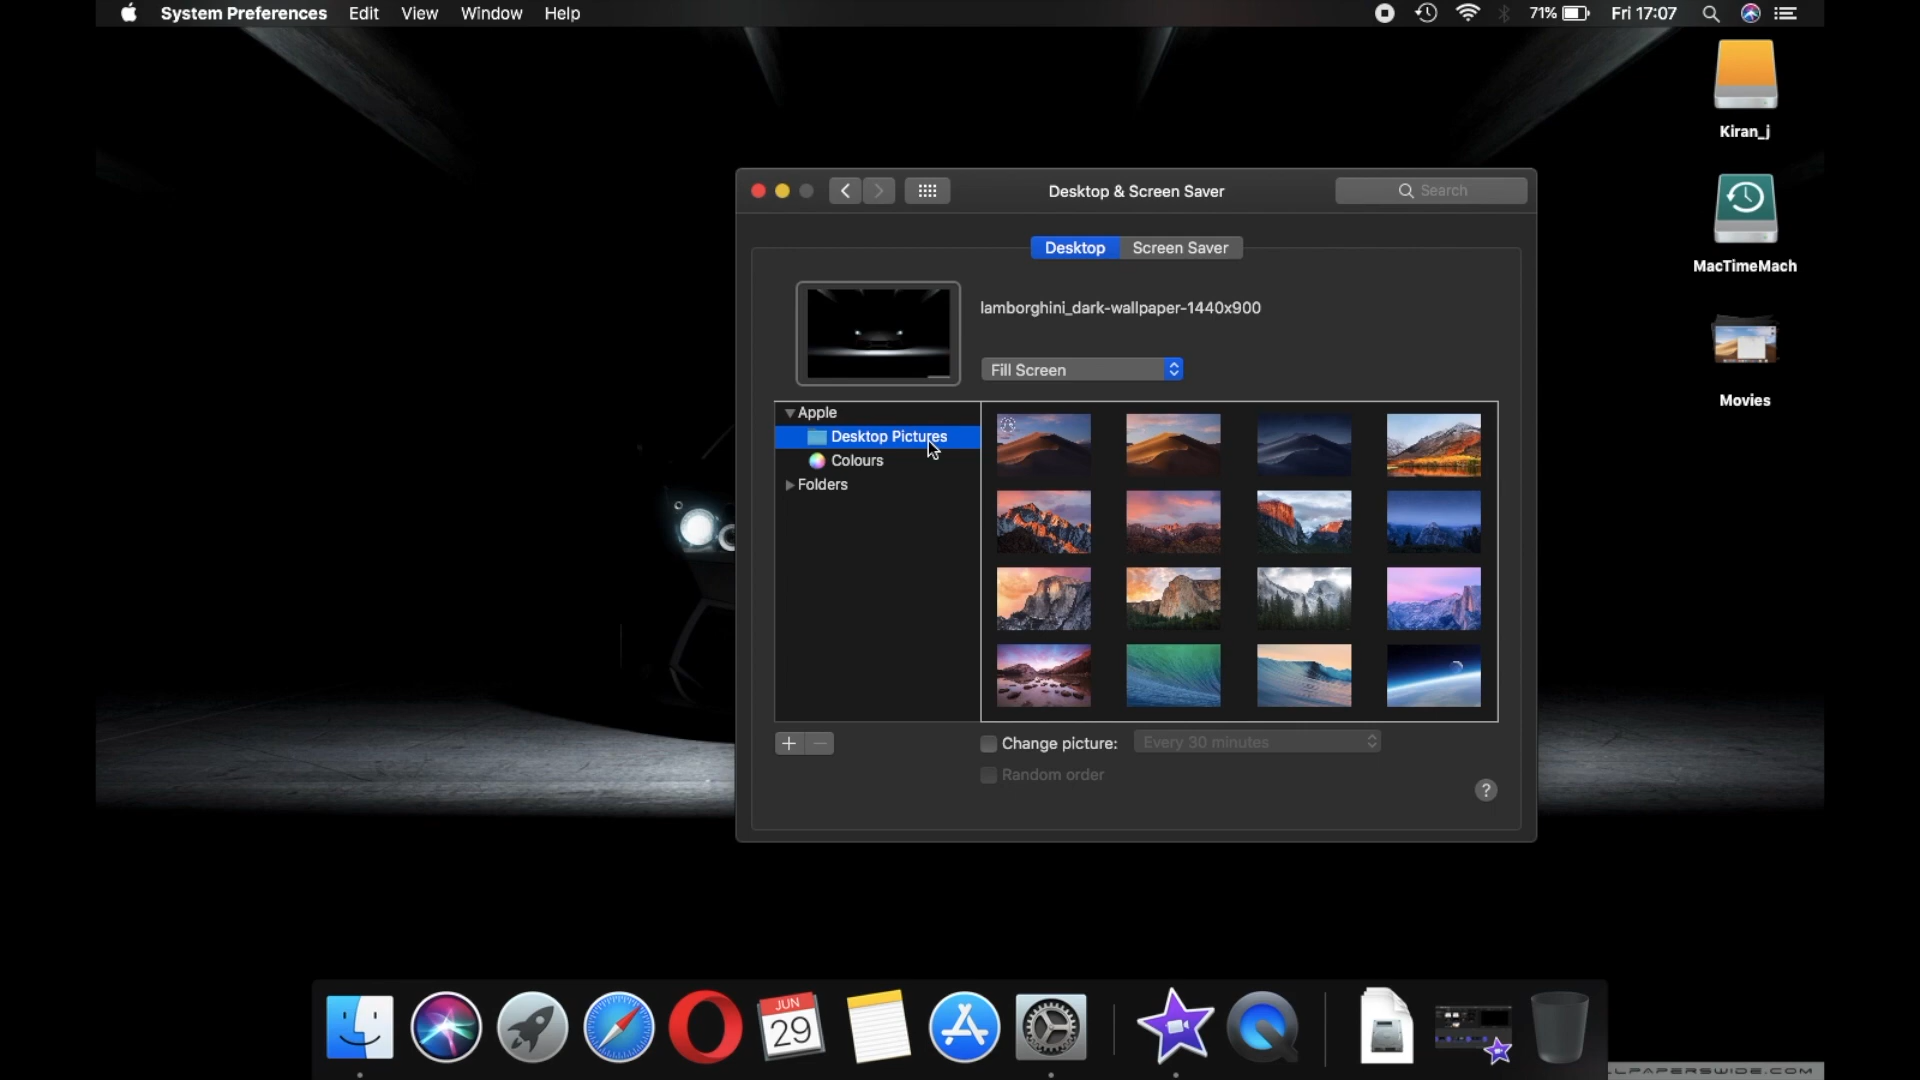 System Preferences Edit View Window Help
71% Fri 17:07
Kiran_j
MacTimeMach
Movies
Desktop & Screen Saver
Search
Desktop Screen Saver
lamborghini_dark-wallpaper-1440x900
Fill Screen
Apple
Desktop Pictures
Colours
Folders
Change picture: Every 30 minutes
Random order
?
JUN
29
LPAPERSWIDE.COM